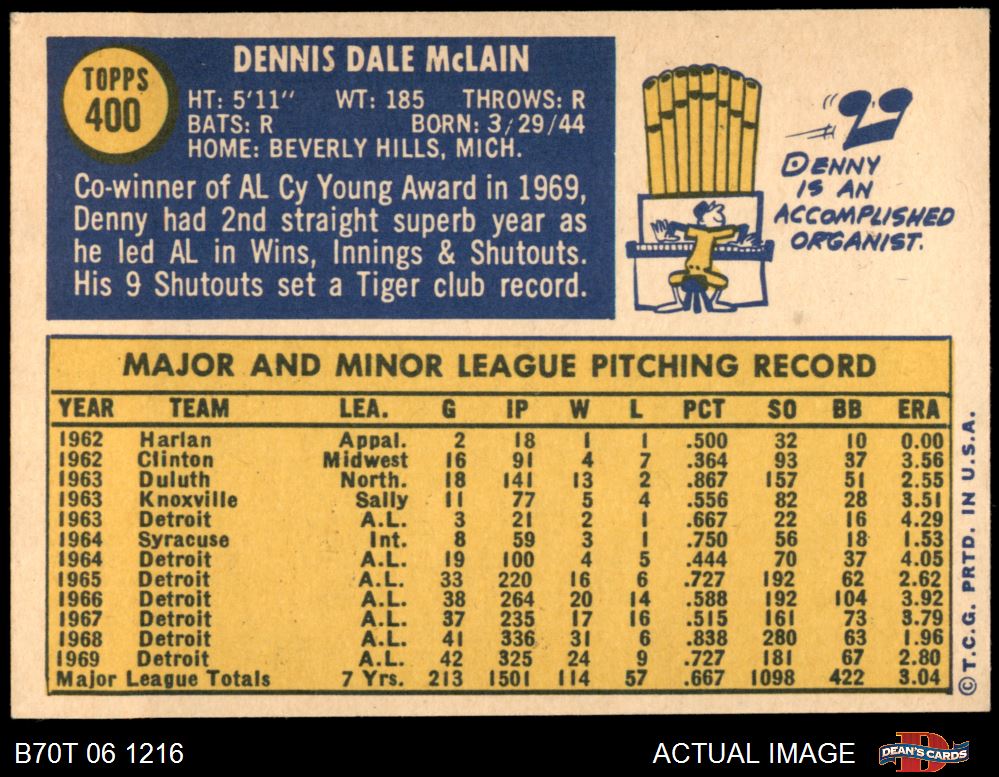 TOPPS
400
DENNIS DALE McLAIN
HT: 5'11" WT: 185 THROWS: R
BATS: R BORN: 3/29/44
HOME: BEVERLY HILLS, MICH.
Co-winner of AL Cy Young Award in 1969,
Denny had 2nd straight superb year as
he led AL in Wins, Innings & Shutouts.
His 9 Shutouts set a Tiger club record.
DENNY
IS AN
ACCOMPLISHED
ORGANIST.
MAJOR AND MINOR LEAGUE PITCHING RECORD
YEAR TEAM LEA. G IP W L PCT SO BB ERA
1962 Harlan Appal. 2 18 1 1 .500 32 10 0.00
1962 Clinton Midwest 16 91 4 7 .364 93 37 3.56
1963 Duluth North. 18 141 13 2 .867 157 51 2.55
1963 Knoxville Sally 11 77 5 4 .556 82 28 3.51
1963 Detroit A.L. 3 21 2 1 .667 22 16 4.29
1964 Syracuse Int. 8 59 3 1 .750 56 18 1.53
1964 Detroit A.L. 19 100 4 5 .444 70 37 4.05
1965 Detroit A.L. 33 220 16 6 .727 192 62 2.62
1966 Detroit A.L. 38 264 20 14 .588 192 104 3.92
1967 Detroit A.L. 37 235 17 16 .515 161 73 3.79
1968 Detroit A.L. 41 336 31 6 .838 280 63 1.96
1969 Detroit A.L. 42 325 24 9 .727 181 67 2.80
Major League Totals 7 Yrs. 213 1501 114 57 .667 1098 422 3.04
© T.C.G. PRTD. IN U.S.A.
B70T 06 1216
ACTUAL IMAGE
D
DEAN'S CARDS